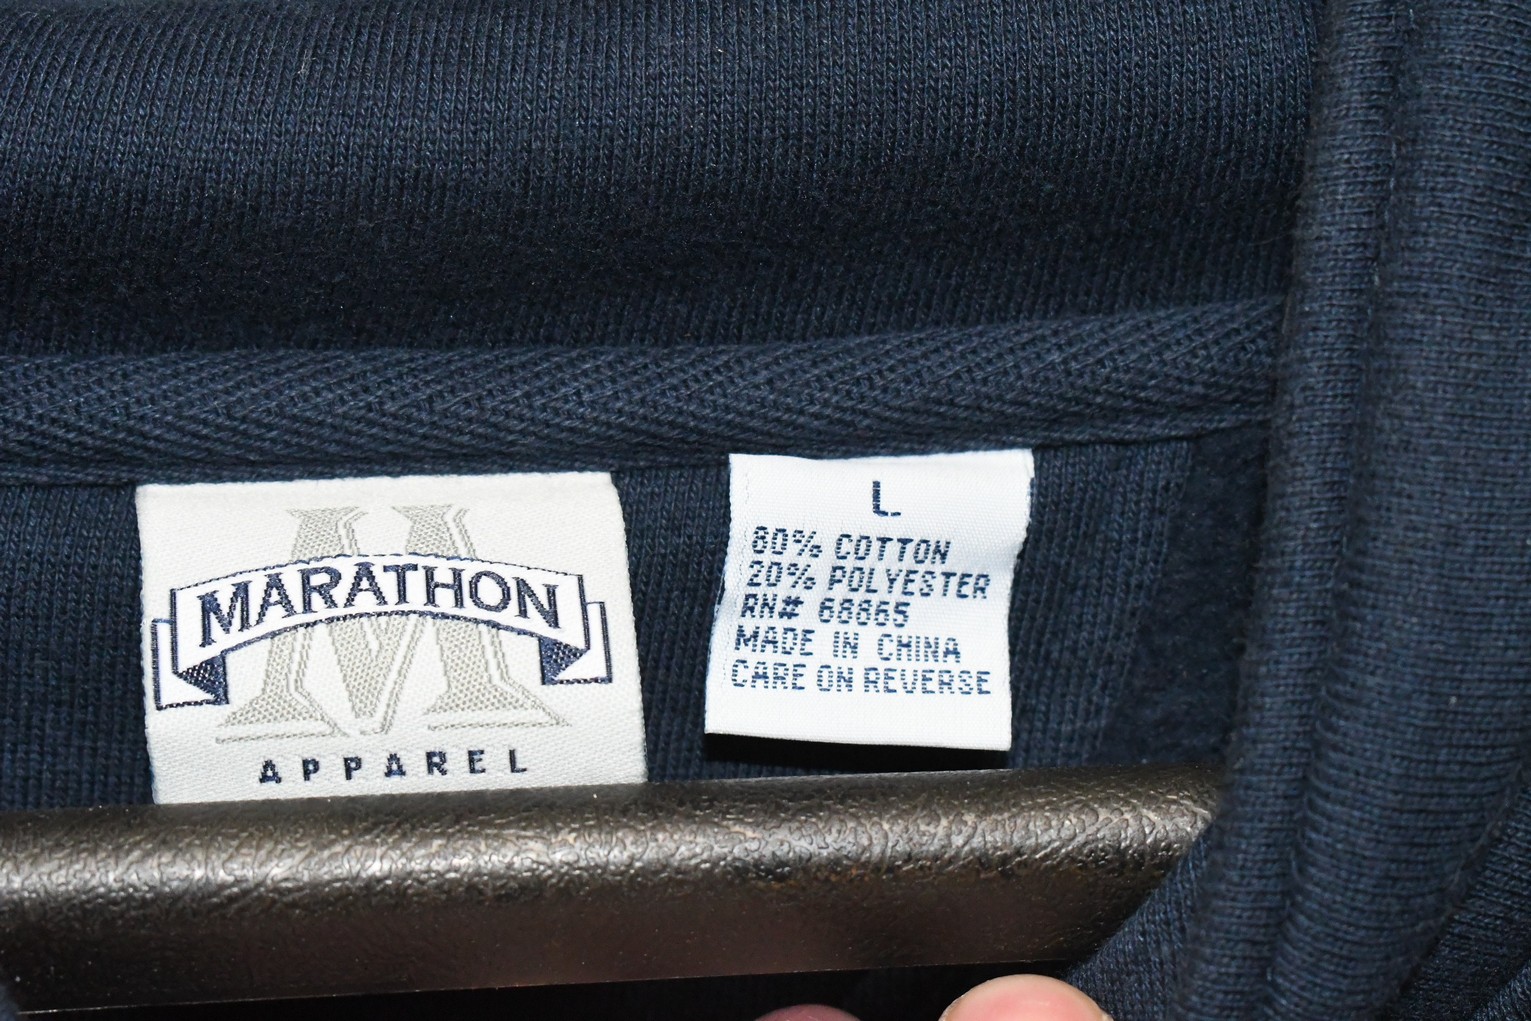 MARATHON
APPAREL
L
80% COTTON
20% POLYESTER
RN# 68865
MADE IN CHINA
CARE ON REVERSE